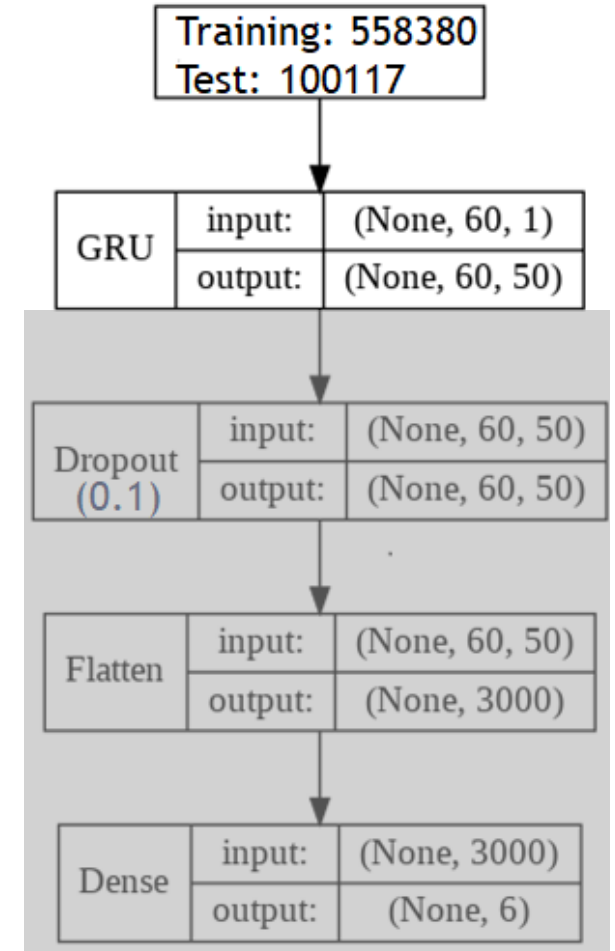 Training: 558380
Test: 100117
GRU
input: (None, 60, 1)
output: (None, 60, 50)
Dropout
(0.1)
input: (None, 60, 50)
output: (None, 60, 50)
Flatten
input: (None, 60, 50)
output: (None, 3000)
Dense
input: (None, 3000)
output: (None, 6)